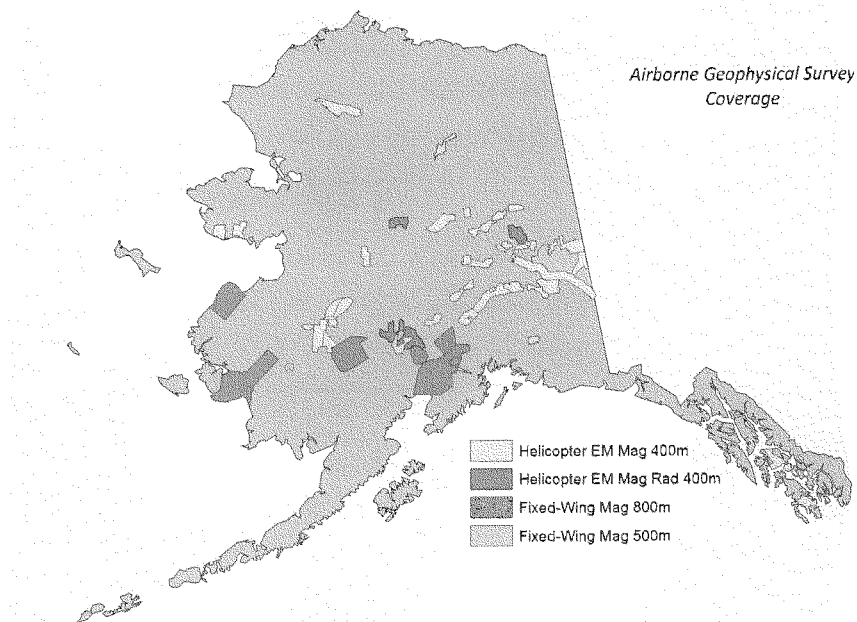 Airborne Geophysical Survey
Coverage
Helicopter EM Mag 400m
Helicopter EM Mag Rad 400m
Fixed-Wing Mag 800m
Fixed-Wing Mag 500m